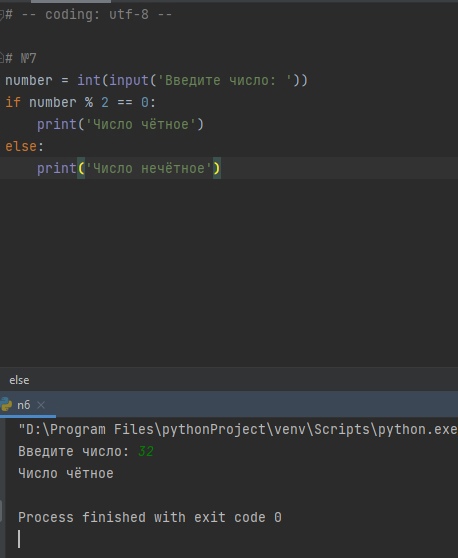 # -- coding: utf-8 --
# №7
number = int(input('Введите число: '))
if number % 2 == 0:
    print('Число чётное')
else:
    print('Число нечётное')
else
n6 ×
"D:\Program Files\pythonProject\venv\Scripts\python.exe
Введите число: 32
Число чётное
Process finished with exit code 0